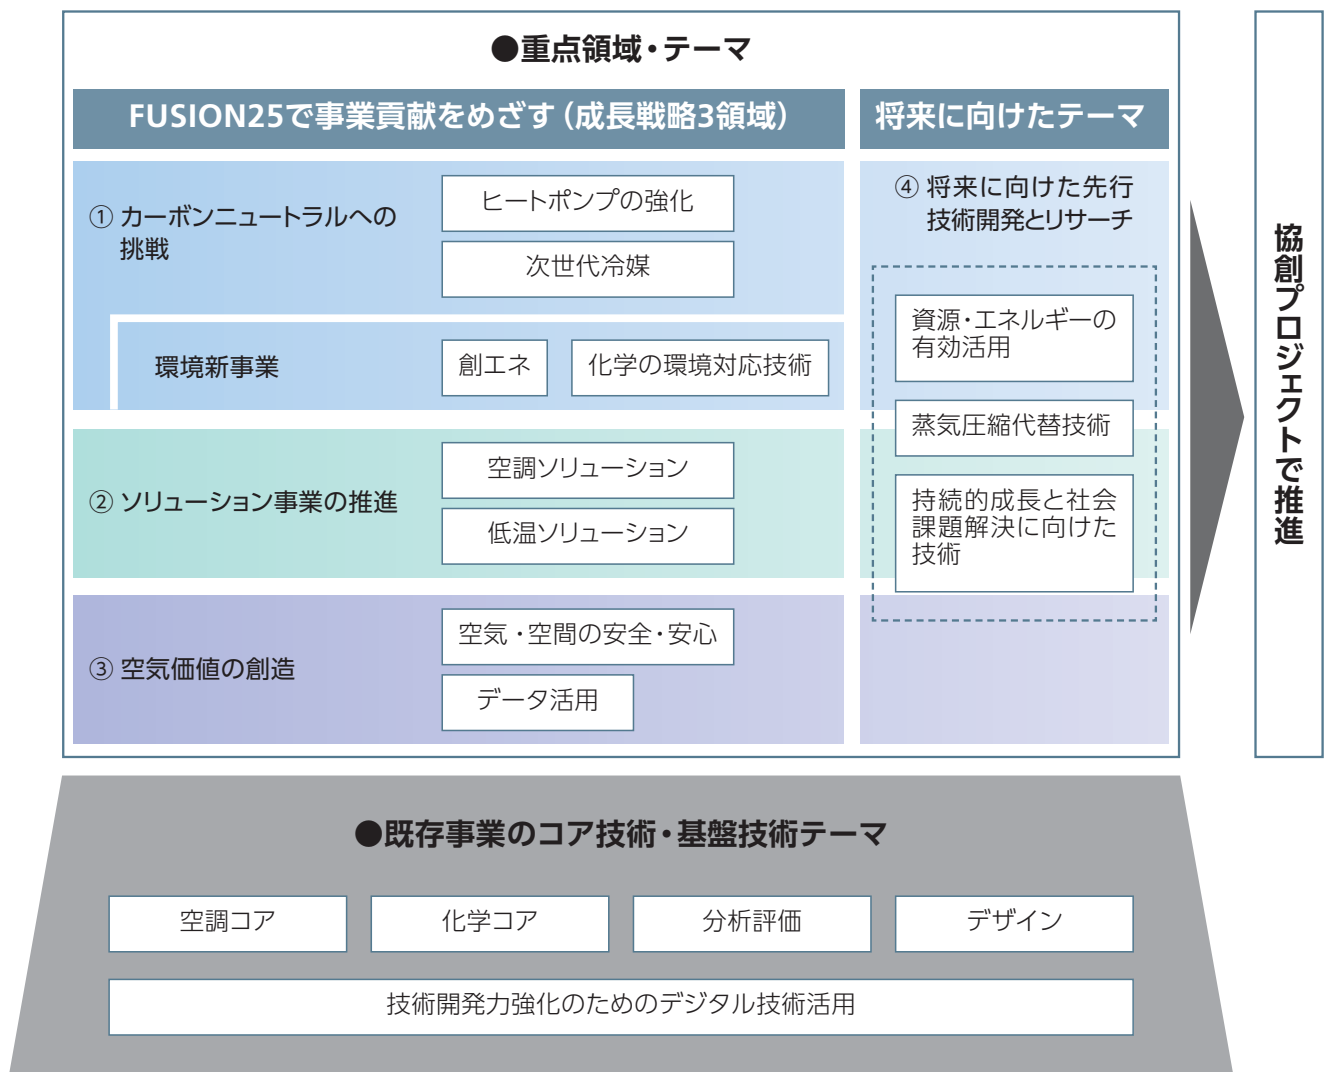 ●重点領域・テーマ
FUSION25で事業貢献をめざす（成長戦略3領域）
将来に向けたテーマ
① カーボンニュートラルへの
挑戦
ヒートポンプの強化
次世代冷媒
環境新事業
創エネ
化学の環境対応技術
② ソリューション事業の推進
空調ソリューション
低温ソリューション
③ 空気価値の創造
空気・空間の安全・安心
データ活用
④ 将来に向けた先行
技術開発とリサーチ
資源・エネルギーの
有効活用
蒸気圧縮代替技術
持続的成長と社会
課題解決に向けた
技術
協創プロジェクトで推進
●既存事業のコア技術・基盤技術テーマ
空調コア
化学コア
分析評価
デザイン
技術開発力強化のためのデジタル技術活用